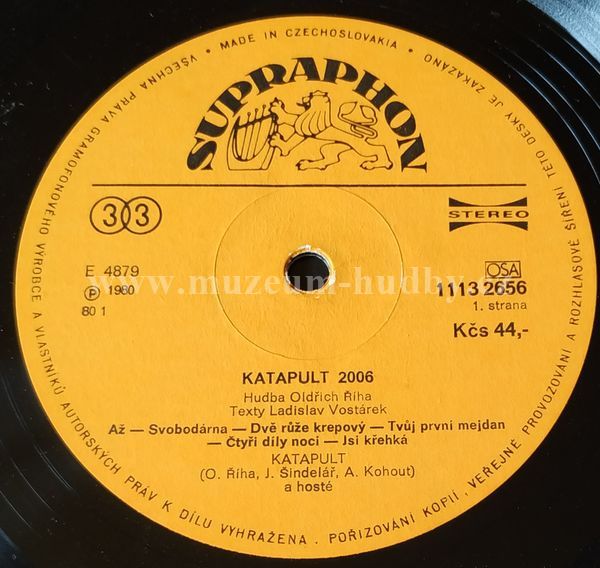 MADE IN CZECHOSLOVAKIA • VŠECHNA PRÁVA GRAMOFONOVÉHO VÝROBCE A VLASTNÍKŮ AUTORSKÝCH PRÁV K DÍLU VYHRAŽENA. POŘIZOVÁNÍ KOPIÍ, VEŘEJNÉ PROVOZOVÁNÍ A ROZHLASOVÉ ŠÍŘENÍ TÉTO DESKY JE ZAKÁZÁNO
SUPRAPHON
33
STEREO
E 4879
OSA
℗ 1980
1113 2656
80 1
1. strana
www.muzeum-hudby.
Kčs 44,-
KATAPULT 2006
Hudba Oldřich Říha
Texty Ladislav Vostárek
Až — Svobodárna — Dvě růže krepový — Tvůj první mejdan
— Čtyři díly noci — Jsi křehká
KATAPULT
(O. Říha, J. Šindelář, A. Kohout)
a hosté